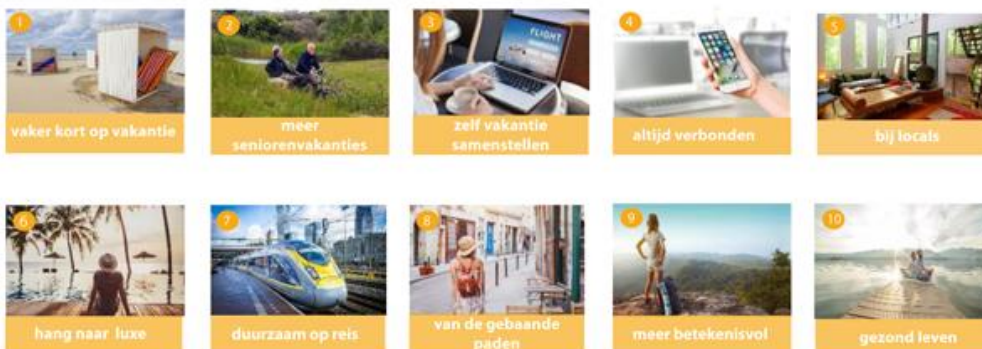 1
vaker kort op vakantie
2
meer
seniorenvakanties
3
FLIGHT
zelf vakantie
samenstellen
4
altijd verbonden
5
bij locals
6
hang naar luxe
7
duurzaam op reis
8
van de gebaande
paden
9
meer betekenisvol
10
gezond leven